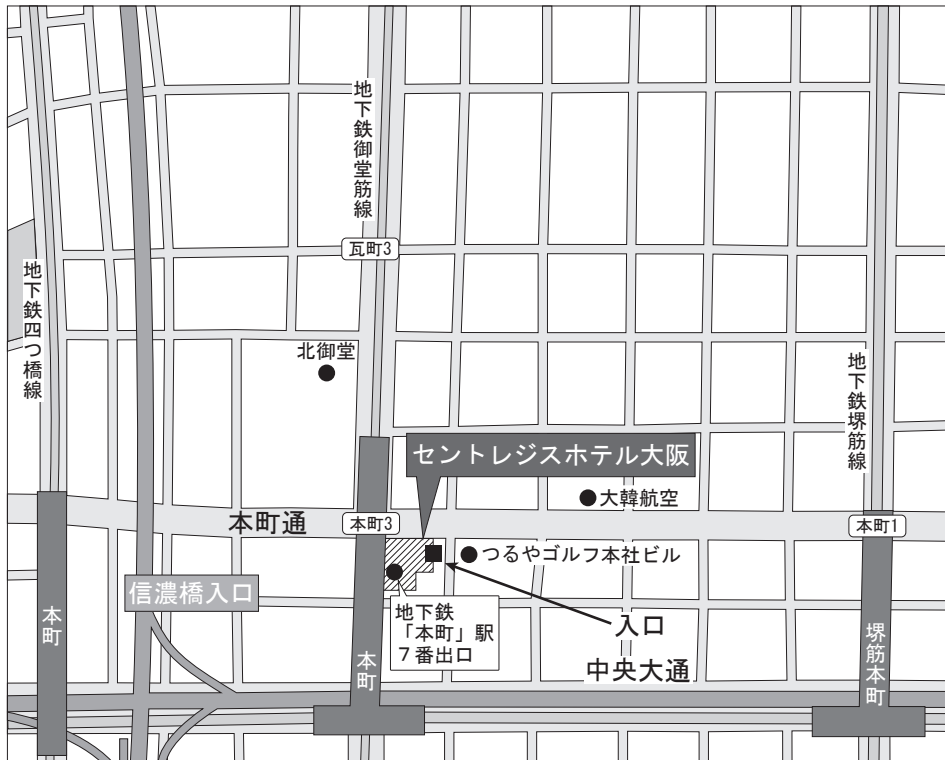 地下鉄御堂筋線
瓦町3
地下鉄四つ橋線
北御堂
地下鉄堺筋線
セントレジスホテル大阪
大韓航空
本町通
本町3
本町1
つるやゴルフ本社ビル
信濃橋入口
地下鉄
「本町」駅
7番出口
入口
本町
本町
中央大通
堺筋本町